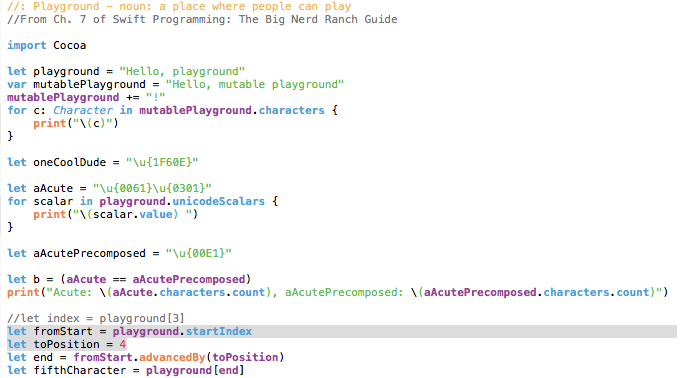 //: Playground - noun: a place where people can play
//From Ch. 7 of Swift Programming: The Big Nerd Ranch Guide
import Cocoa
let playground = "Hello, playground"
var mutablePlayground = "Hello, mutable playground"
mutablePlayground += "!"
for c: Character in mutablePlayground.characters {
    print("\(c)")
}
let oneCoolDude = "\u{1F60E}"
let aAcute = "\u{0061}\u{0301}"
for scalar in playground.unicodeScalars {
    print("\(scalar.value) ")
}
let aAcutePrecomposed = "\u{00E1}"
let b = (aAcute == aAcutePrecomposed)
print("Acute: \(aAcute.characters.count), aAcutePrecomposed: \(aAcutePrecomposed.characters.count)")
//let index = playground[3]
let fromStart = playground.startIndex
let toPosition = 4
let end = fromStart.advancedBy(toPosition)
let fifthCharacter = playground[end]